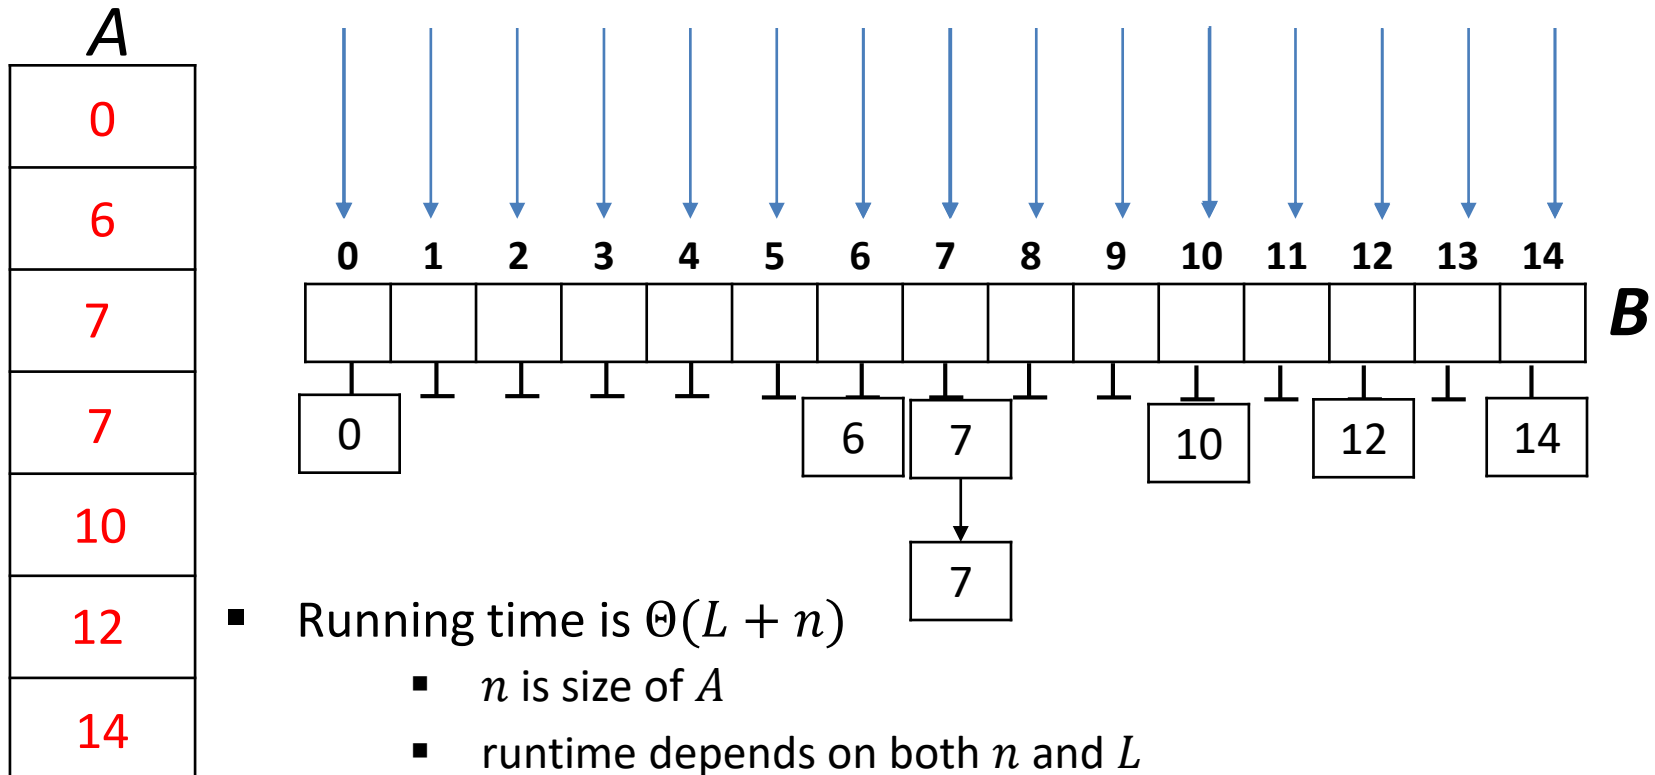 A
0
6
7
7
10
12
14
0 1 2 3 4 5 6 7 8 9 10 11 12 13 14
B
0 6 7 10 12 14
7
▪ Running time is Θ(L + n)
▪ n is size of A
▪ runtime depends on both n and L